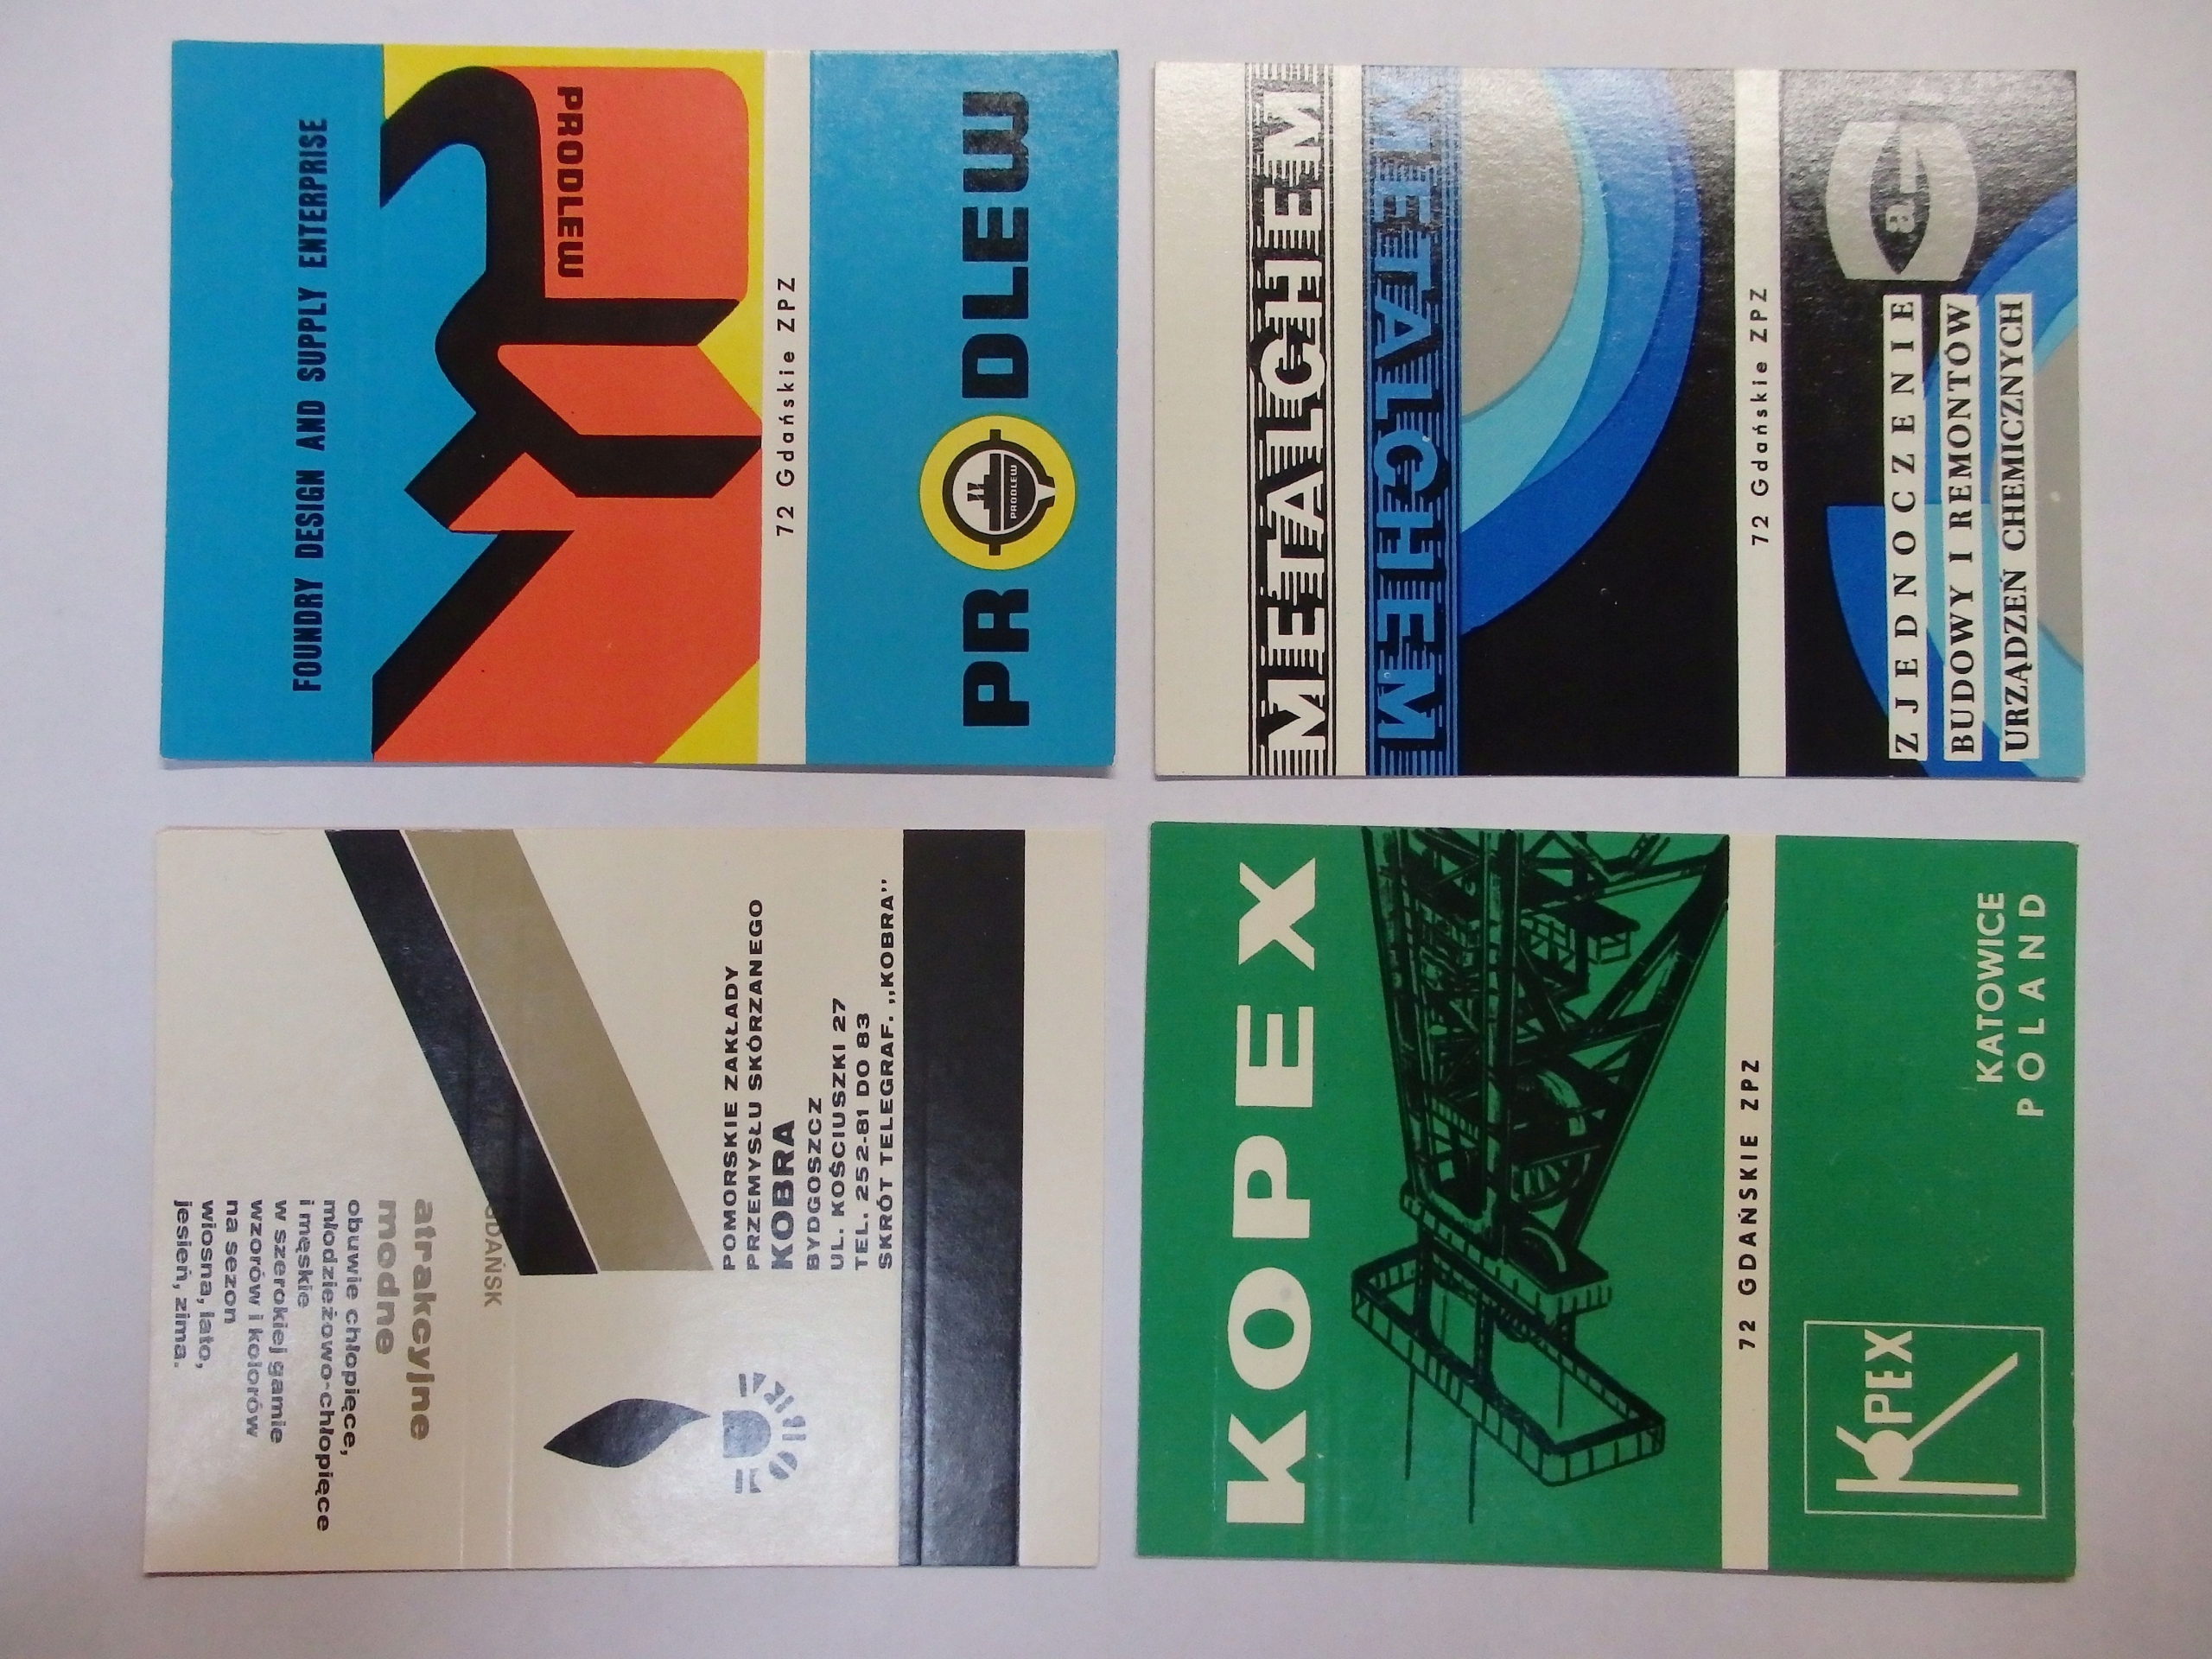 FOUNDRY DESIGN AND SUPPLY ENTERPRISE
PRODLEW
72 Gdańskie ZPZ
PR DLEW
PRODLEW
METALCHEM
METALCHEM
72 Gdańskie ZPZ
a
ZJEDNOCZENIE
BUDOWY I REMONTÓW
URZĄDZEŃ CHEMICZNYCH
atrakcyjne
modne
obuwie chłopięce,
młodzieżowo-chłopięce
i męskie
w szerokiej gamie
wzorów i kolorów
na sezon
wiosna, lato,
jesień, zima.
GDAŃSK
POMORSKIE ZAKŁADY
PRZEMYSŁU SKÓRZANEGO
KOBRA
BYDGOSZCZ
UL. KOŚCIUSZKI 27
TEL. 252-81 DO 83
SKRÓT TELEGRAF. ,,KOBRA"
KOPEX
72 GDAŃSKIE ZPZ
KOPEX
KATOWICE
POLAND